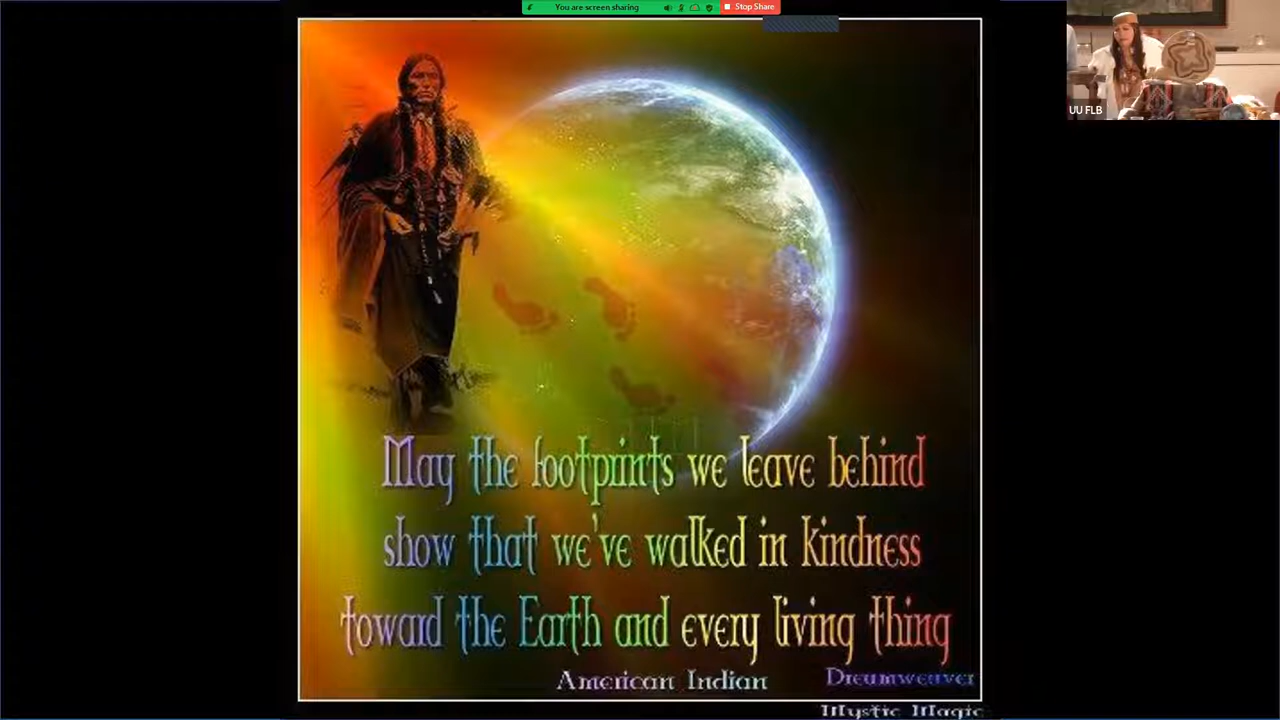 You are screen sharing
Stop Share
UU FLB
May the footprints we leave behind
show that we've walked in kindness
toward the Earth and every living thing
American Indian
Dreamweaver
Mystic Magic